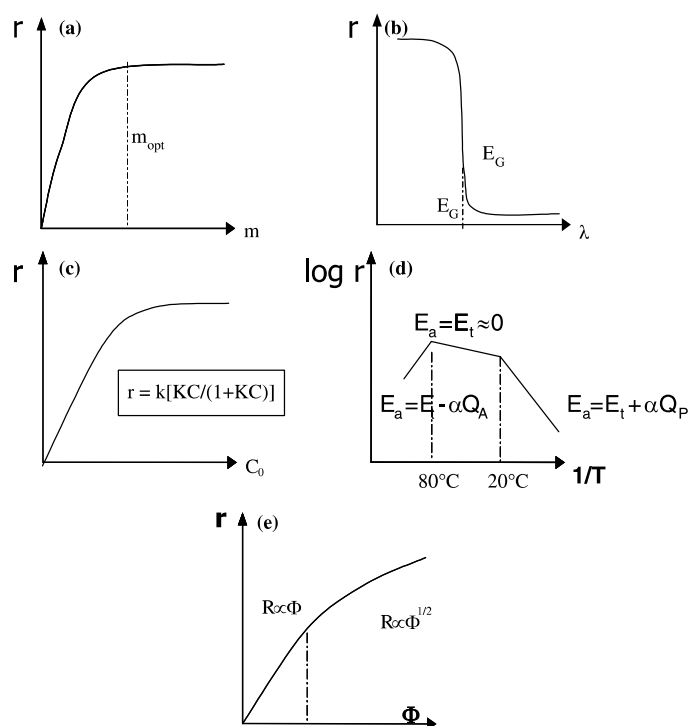 r (a)
m_opt
m
r (b)
E_G
E_G
λ
r (c)
r = k[KC/(1+KC)]
C_0
log r (d)
E_a=E_t≈0
E_a=E_t-αQ_A
E_a=E_t+αQ_P
80°C 20°C 1/T
r (e)
R∝Φ
R∝Φ^1/2
Φ